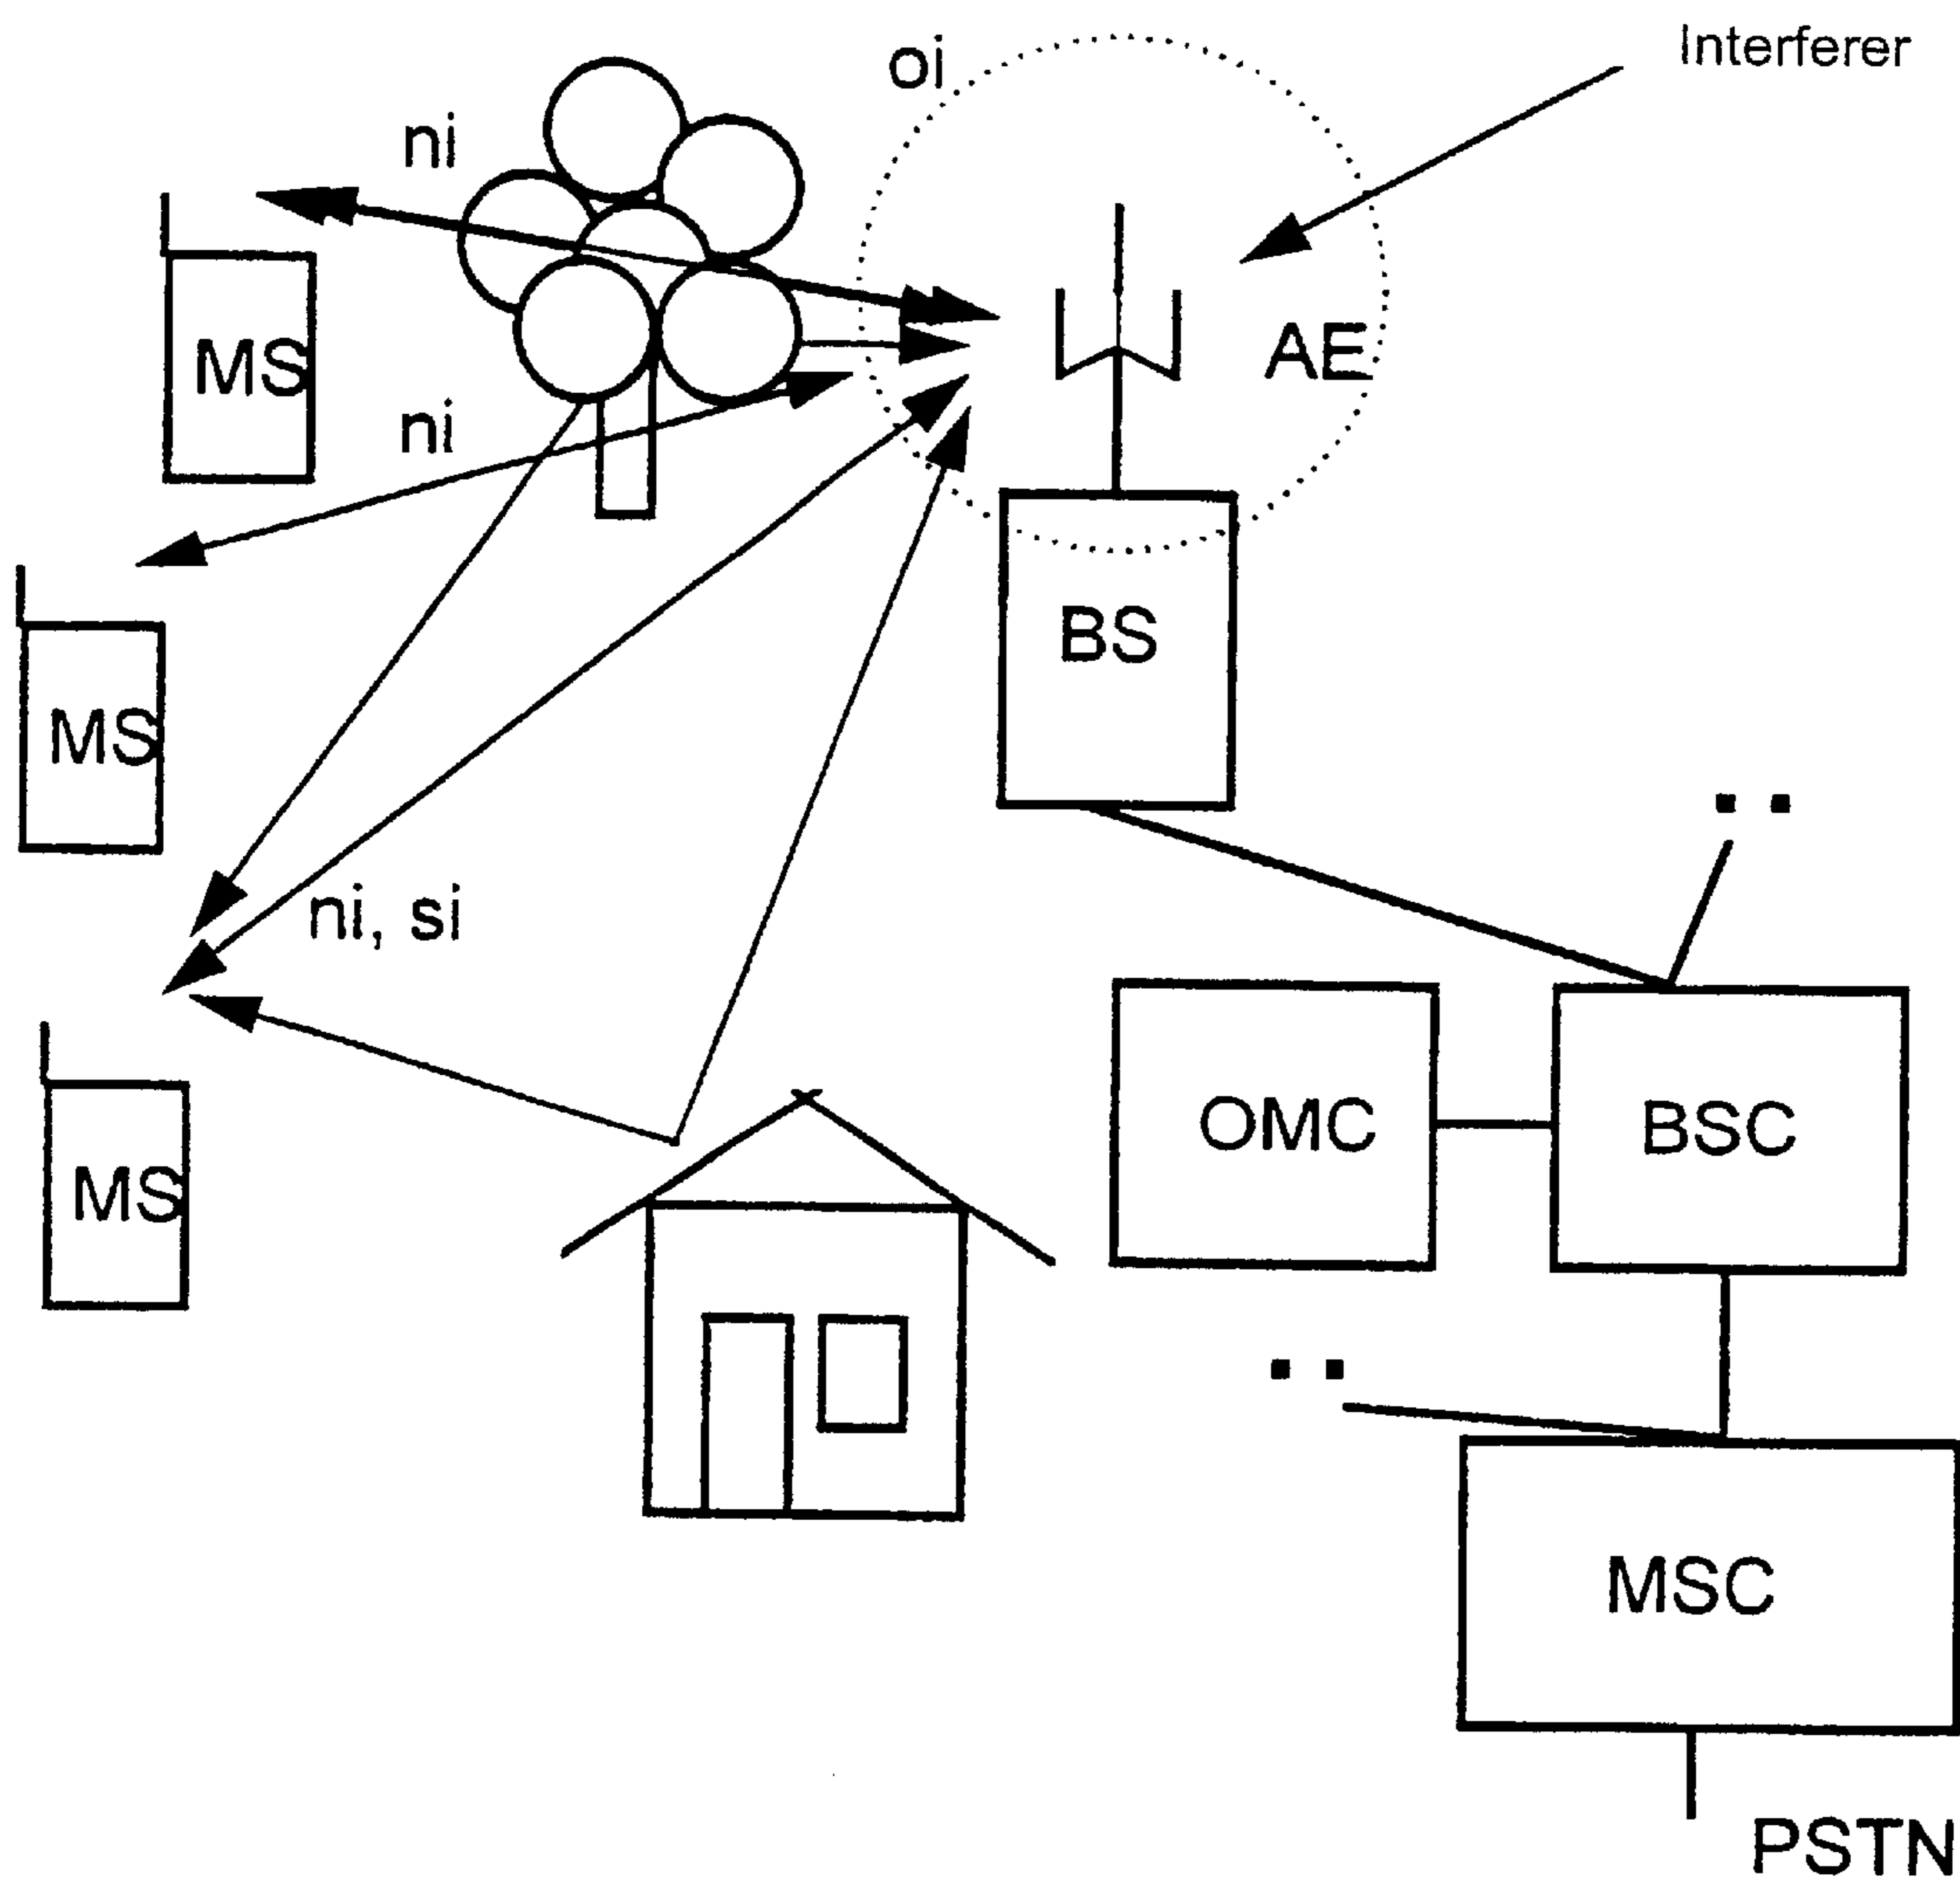 Interferer
oi
ni
MS
AE
ni
BS
MS
ni, si
OMC
BSC
MS
MSC
PSTN